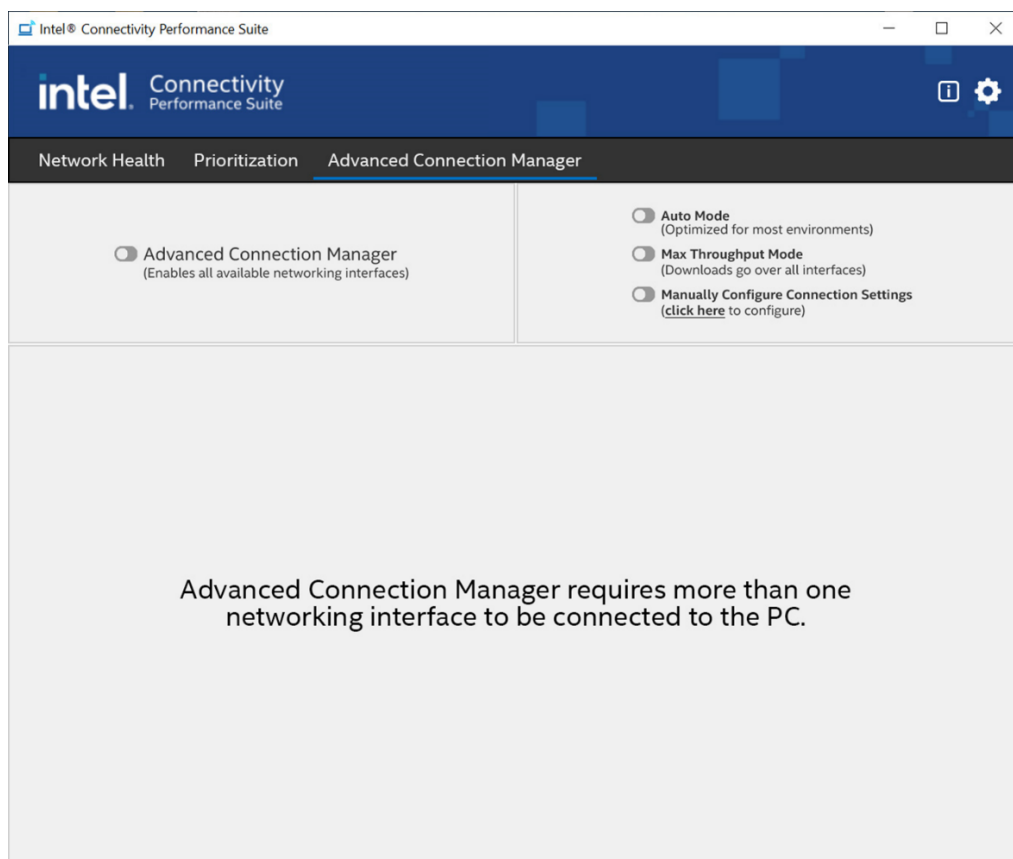 Intel® Connectivity Performance Suite
intel. Connectivity
Performance Suite
Network Health Prioritization Advanced Connection Manager
Advanced Connection Manager
(Enables all available networking interfaces)
Auto Mode
(Optimized for most environments)
Max Throughput Mode
(Downloads go over all interfaces)
Manually Configure Connection Settings
(click here to configure)
Advanced Connection Manager requires more than one
networking interface to be connected to the PC.